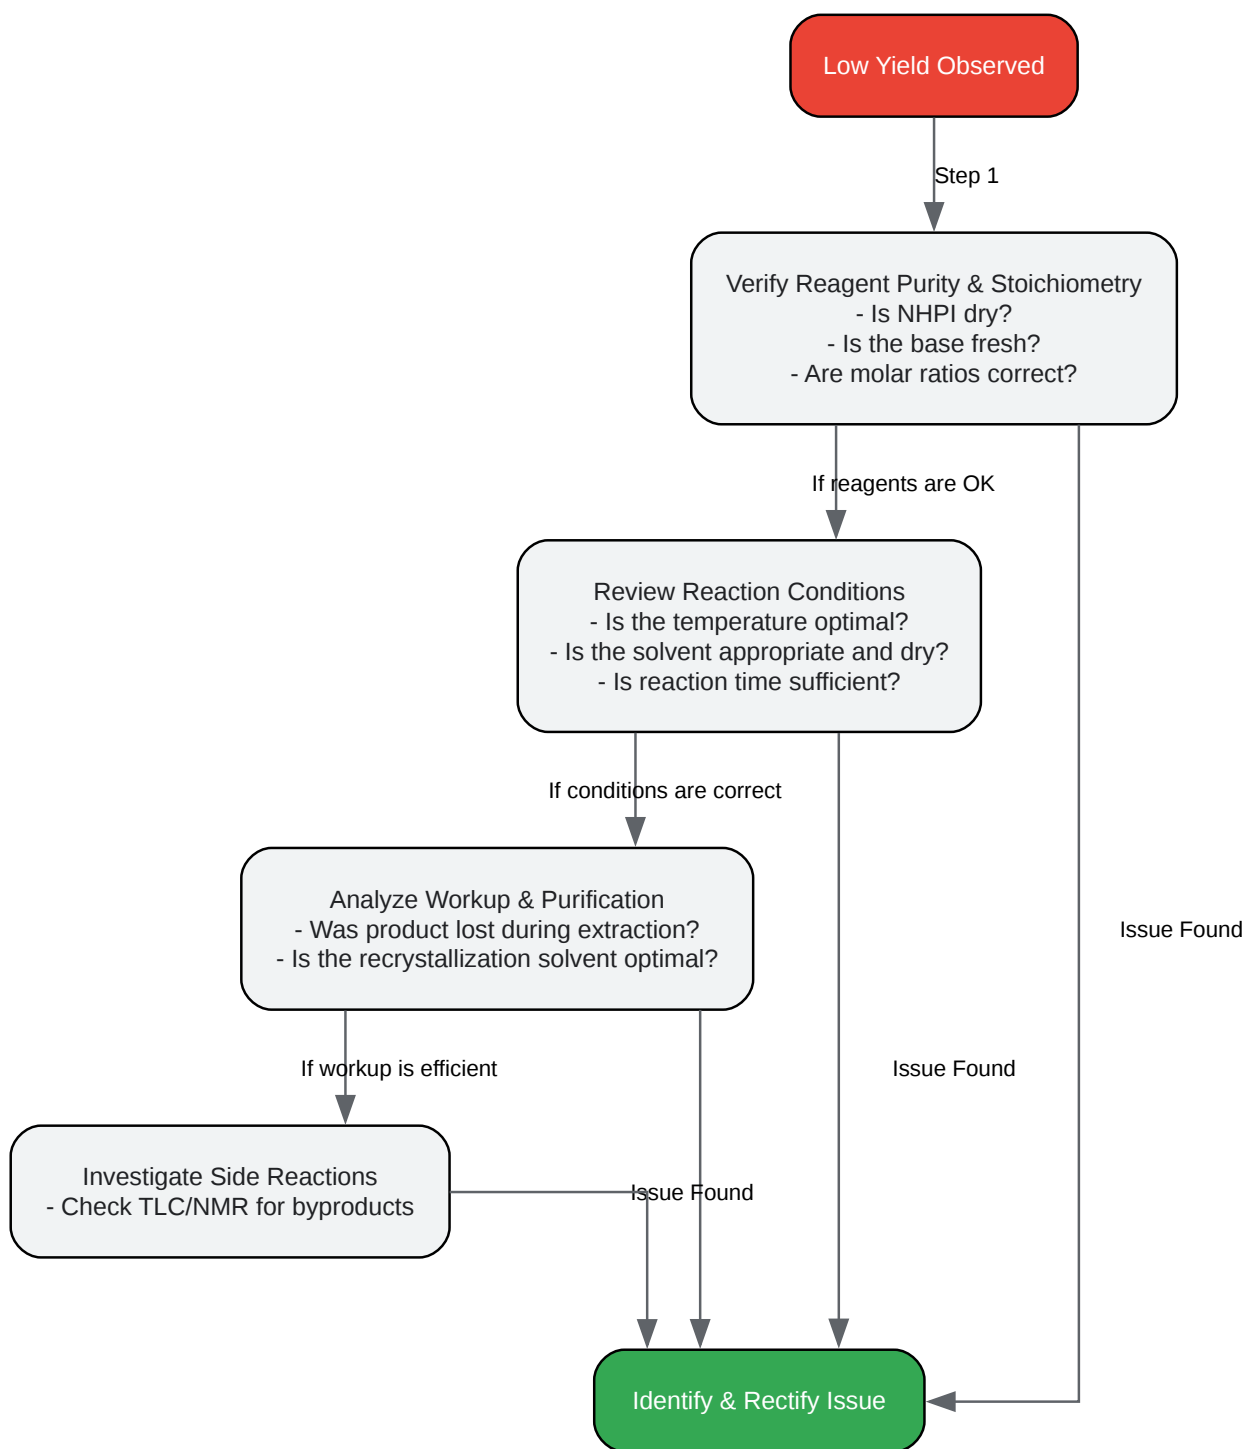 Low Yield Observed
Step 1
Verify Reagent Purity & Stoichiometry
- Is NHPI dry?
- Is the base fresh?
- Are molar ratios correct?
If reagents are OK
Review Reaction Conditions
- Is the temperature optimal?
- Is the solvent appropriate and dry?
- Is reaction time sufficient?
If conditions are correct
Analyze Workup & Purification
- Was product lost during extraction?
- Is the recrystallization solvent optimal?
Issue Found
If workup is efficient
Issue Found
Investigate Side Reactions
- Check TLC/NMR for byproducts
Issue Found
Identify & Rectify Issue